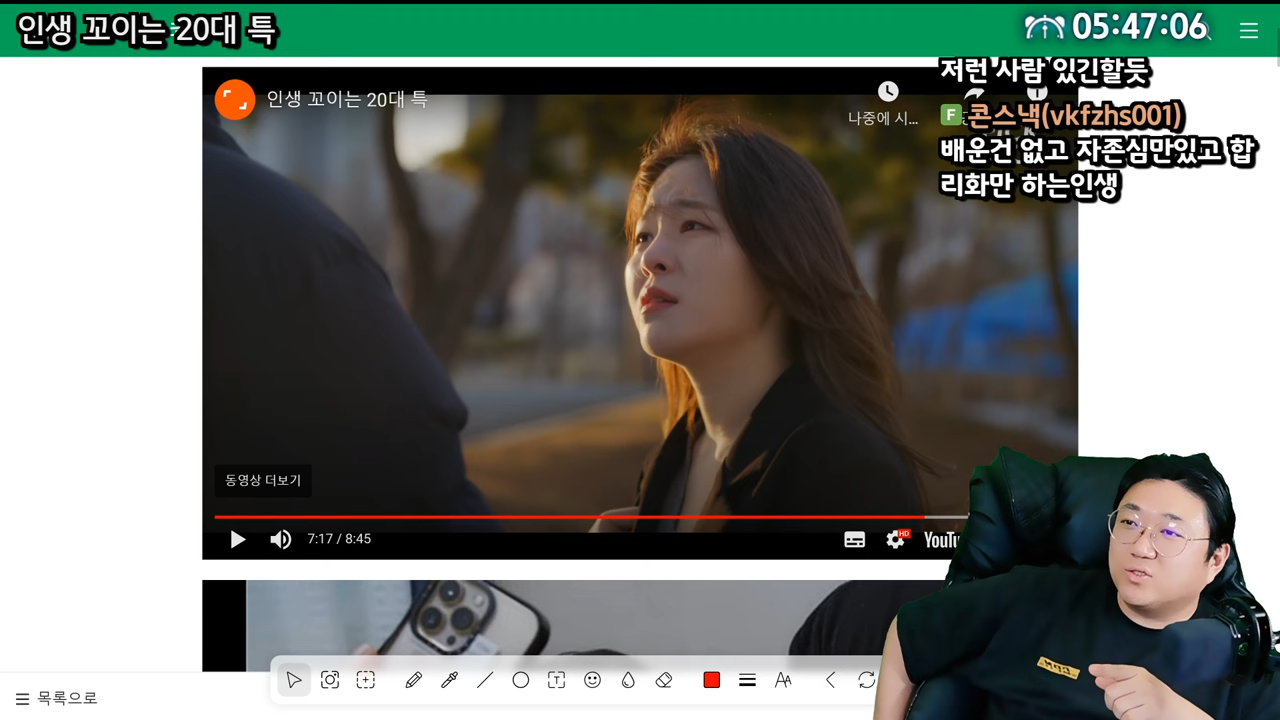 인생 꼬이는 20대 특
05:47:06
저런 사람 있긴할듯
F 콘스낵(vkfzhs001)
배운건 없고 자존심만있고 합
리화만 하는인생
인생 꼬이는 20대 특
나중에 시...
동영상 더보기
7:17 / 8:45
HD
목록으로